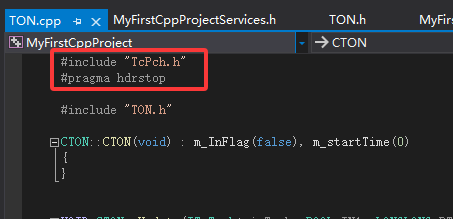 TON.cpp MyFirstCppProjectServices.h TON.h MyFirst
MyFirstCppProject CTON
#include "TcPch.h"
#pragma hdrstop
#include "TON.h"
CTON::CTON(void) : m_InFlag(false), m_startTime(0)
{
}